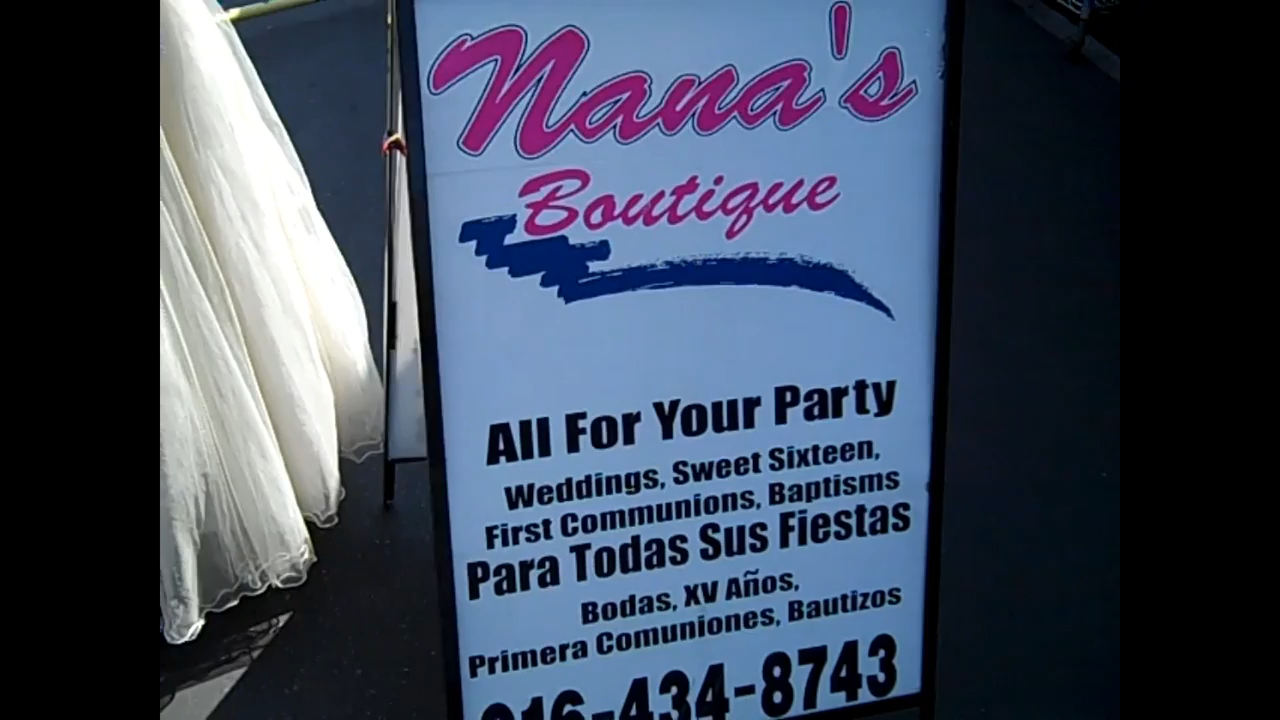 Nana's
Boutique
All For Your Party
Weddings, Sweet Sixteen,
First Communions, Baptisms
Para Todas Sus Fiestas
Bodas, XV Años,
Primera Comuniones, Bautizos
916-434-8743